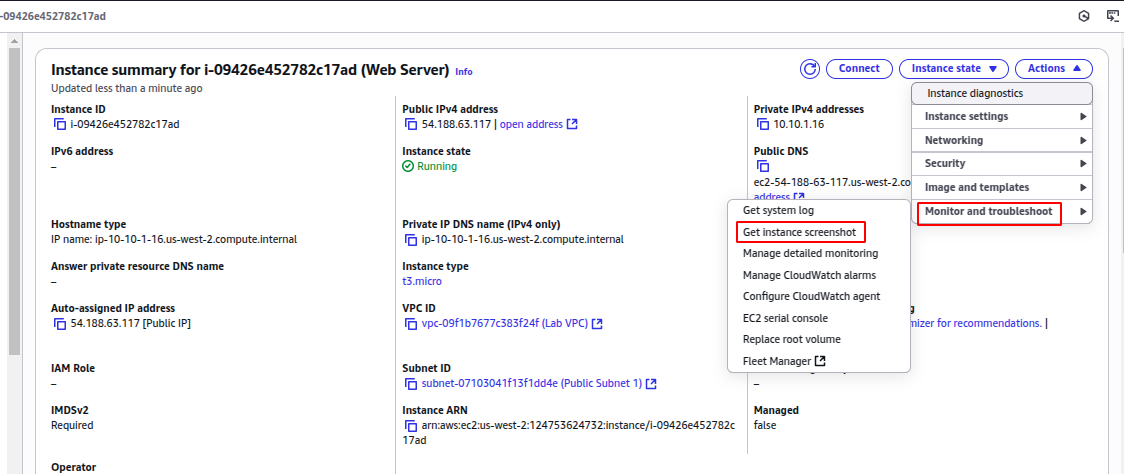 -09426e452782c17ad
Instance summary for i-09426e452782c17ad (Web Server) Info
Updated less than a minute ago
Connect
Instance state
Actions
Instance diagnostics
Instance settings
Networking
Security
Image and templates
Monitor and troubleshoot
Get system log
Get instance screenshot
Manage detailed monitoring
Manage CloudWatch alarms
Configure CloudWatch agent
EC2 serial console
Replace root volume
Fleet Manager
Instance ID
i-09426e452782c17ad
Public IPv4 address
54.188.63.117 | open address
Private IPv4 addresses
10.10.1.16
IPv6 address
–
Instance state
Running
Public DNS
ec2-54-188-63-117.us-west-2.co
address
Hostname type
IP name: ip-10-10-1-16.us-west-2.compute.internal
Private IP DNS name (IPv4 only)
ip-10-10-1-16.us-west-2.compute.internal
Answer private resource DNS name
–
Instance type
t3.micro
Auto-assigned IP address
54.188.63.117 [Public IP]
VPC ID
vpc-09f1b7677c383f24f (Lab VPC)
mizer for recommendations. |
IAM Role
–
Subnet ID
subnet-07103041f13f1dd4e (Public Subnet 1)
–
IMDSv2
Required
Instance ARN
arn:aws:ec2:us-west-2:124753624732:instance/i-09426e452782c
17ad
Managed
false
Operator